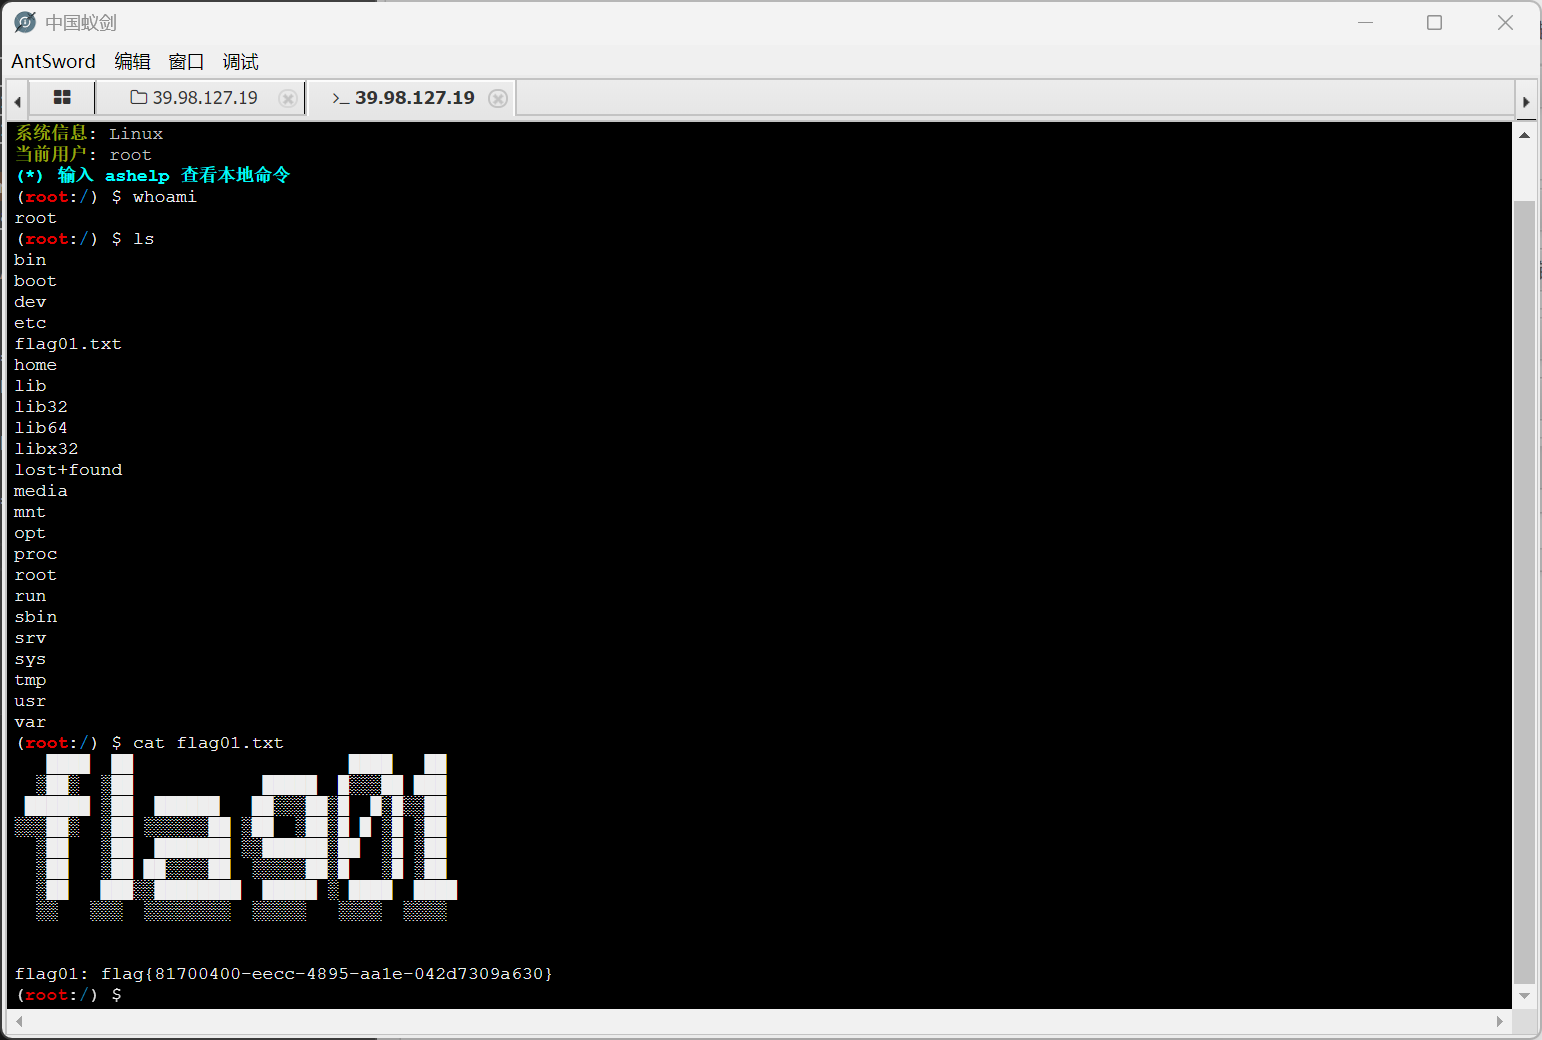 中国蚁剑
AntSword 编辑 窗口 调试
39.98.127.19 >_ 39.98.127.19
系统信息: Linux
当前用户: root
(*) 输入 ashelp 查看本地命令
(root:/) $ whoami
root
(root:/) $ ls
bin
boot
dev
etc
flag01.txt
home
lib
lib32
lib64
libx32
lost+found
media
mnt
opt
proc
root
run
sbin
srv
sys
tmp
usr
var
(root:/) $ cat flag01.txt
flag01
flag01: flag{81700400-eecc-4895-aa1e-042d7309a630}
(root:/) $